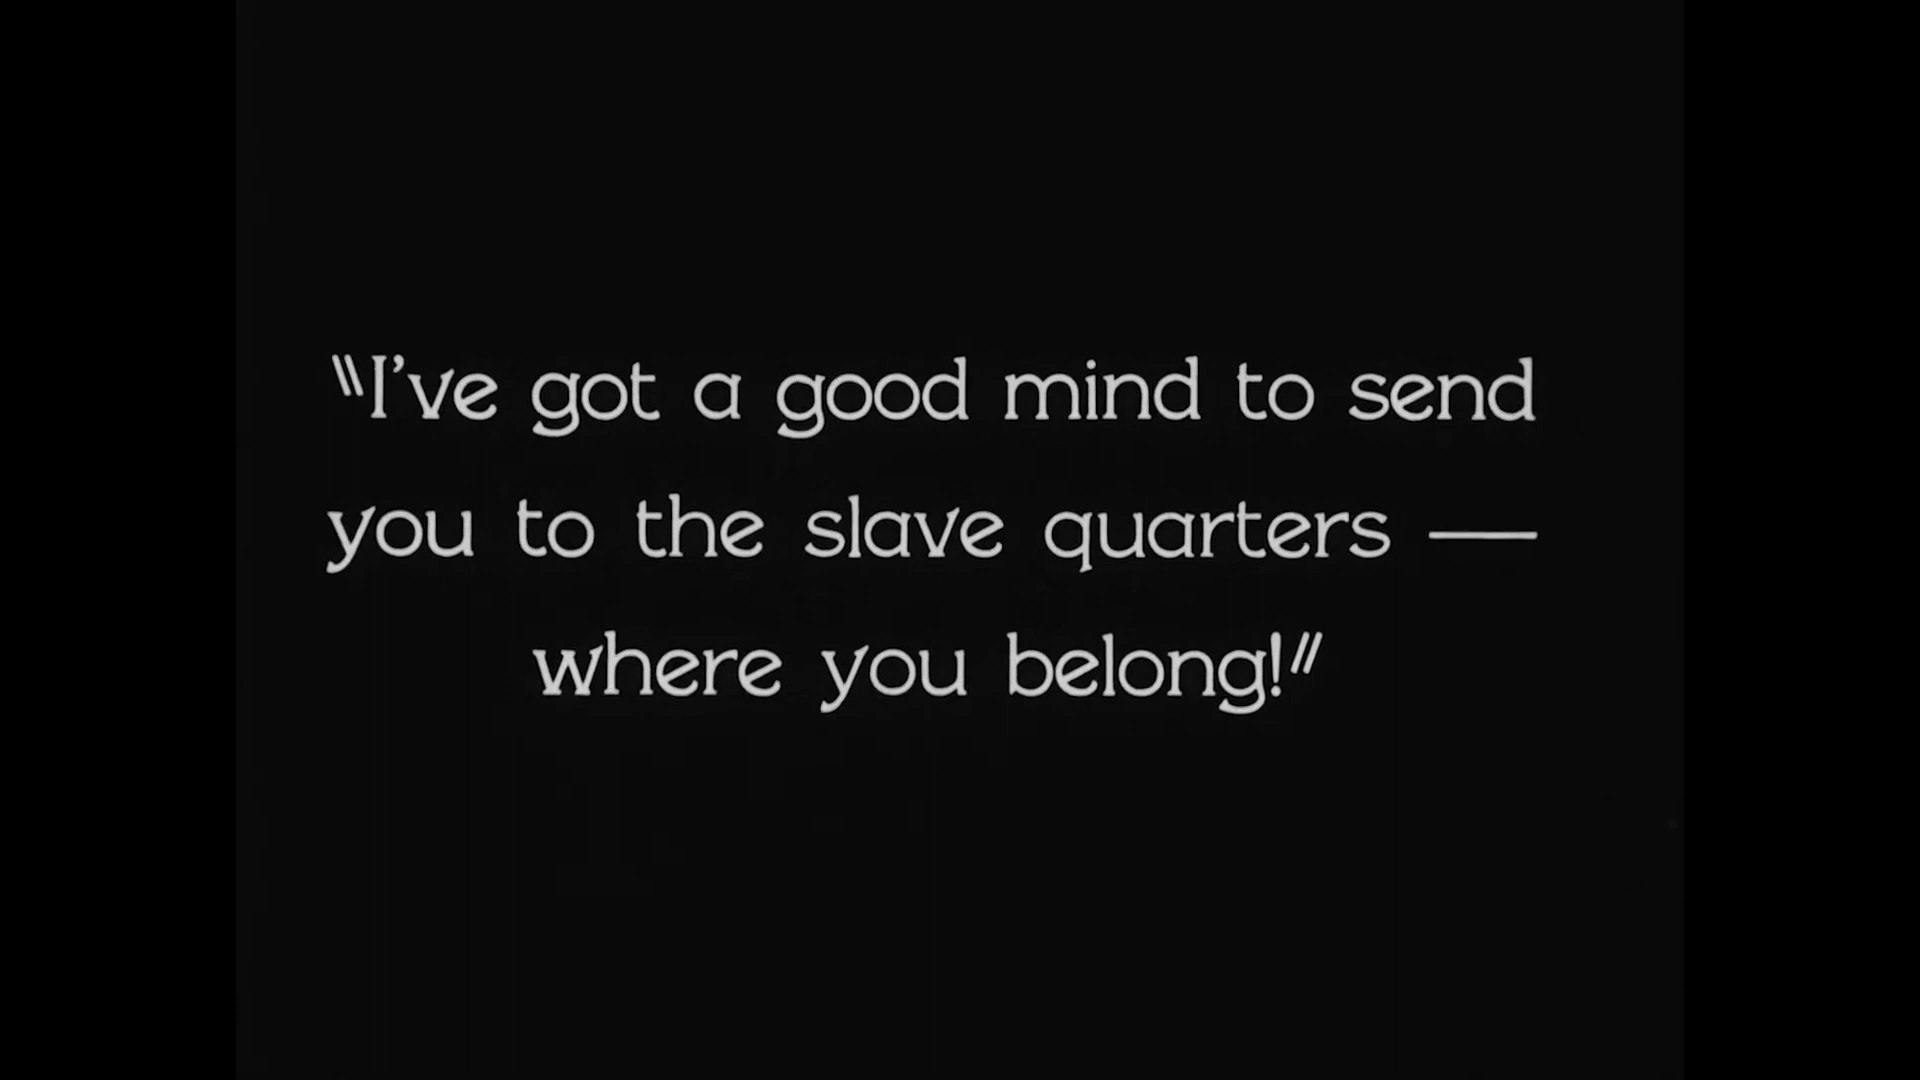 "I've got a good mind to send
you to the slave quarters —
where you belong!"